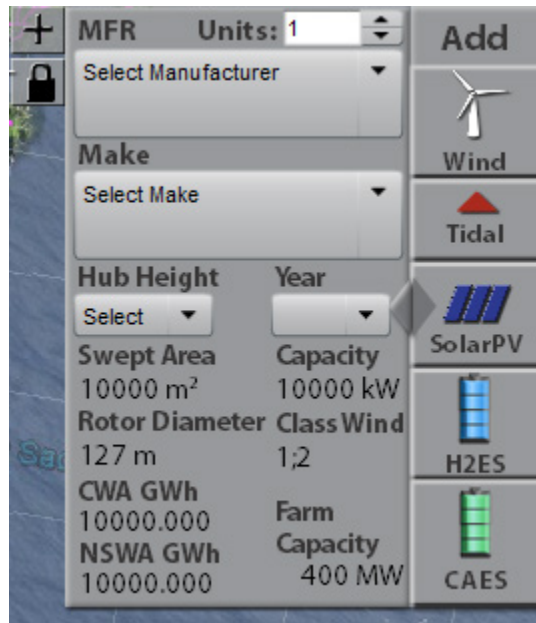 MFR Units: 1
Select Manufacturer
Make
Select Make
Hub Height Year
Select
Swept Area Capacity
10000 m² 10000 kW
Rotor Diameter Class Wind
127 m 1;2
CWA GWh
10000.000
NSWA GWh
10000.000
Farm
Capacity
400 MW
Add
Wind
Tidal
SolarPV
H2ES
CAES